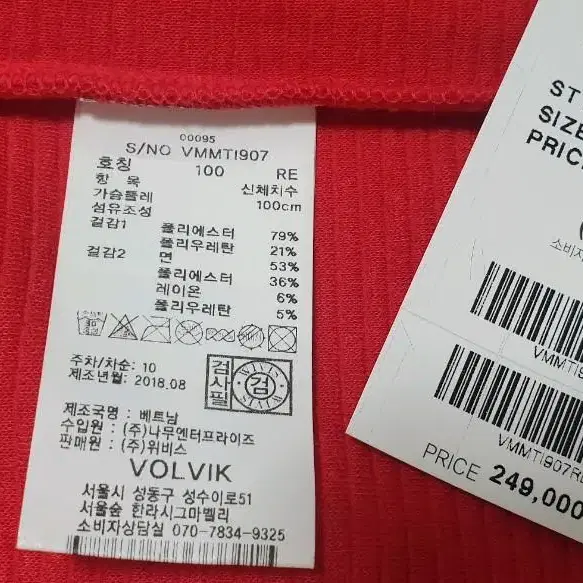 00095
S/NO VMMTI907
호칭 100 RE
항 목 신체치수
가슴둘레 100cm
섬유조성
겉감1 폴리에스터 79%
폴리우레탄 21%
겉감2 면 53%
폴리에스터 36%
레이온 6%
폴리우레탄 5%
주차/차순: 10
제조년월: 2018.08
검사필
검
제조국명 : 베트남
수입원 : (주)나무엔터프라이즈
판매원 : (주)위비스
VOLVIK
서울시 성동구 성수이로51
서울숲 한라시그마밸리
소비자상담실 070-7834-9325
ST
SIZE
PRIC
소비자
VMMTI
VMMTI907RE
PRICE 249,000